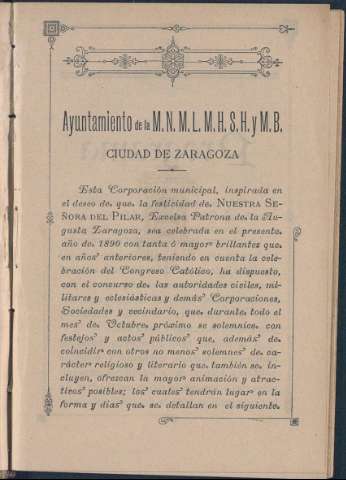 Ayuntamiento de la M. N. M. L. M. H. S. H. y M. B.
CIUDAD DE ZARAGOZA
Esta Corporación municipal, inspirada en
el deseo de que la festividad de NUESTRA SE-
ÑORA DEL PILAR, Excelsa Patrona de la Au-
gusta Zaragoza, sea celebrada en el presente
año de 1890 con tanta ó mayor brillantez que
en años anteriores, teniendo en cuenta la cele-
bración del Congreso Católico, ha dispuesto,
con el concurso de las autoridades civiles, mi-
litares y eclesiásticas y demás Corporaciones,
Sociedades y vecindario, que durante todo el
mes de Octubre próximo se solemnice con
festejos y actos públicos que además de
coincidir con otros no menos solemnes de ca-
rácter religioso y literario que también se in-
cluyen, ofrezcan la mayor animación y atrac-
tivos posibles; los cuales tendrán lugar en la
forma y días que se detallan en el siguiente